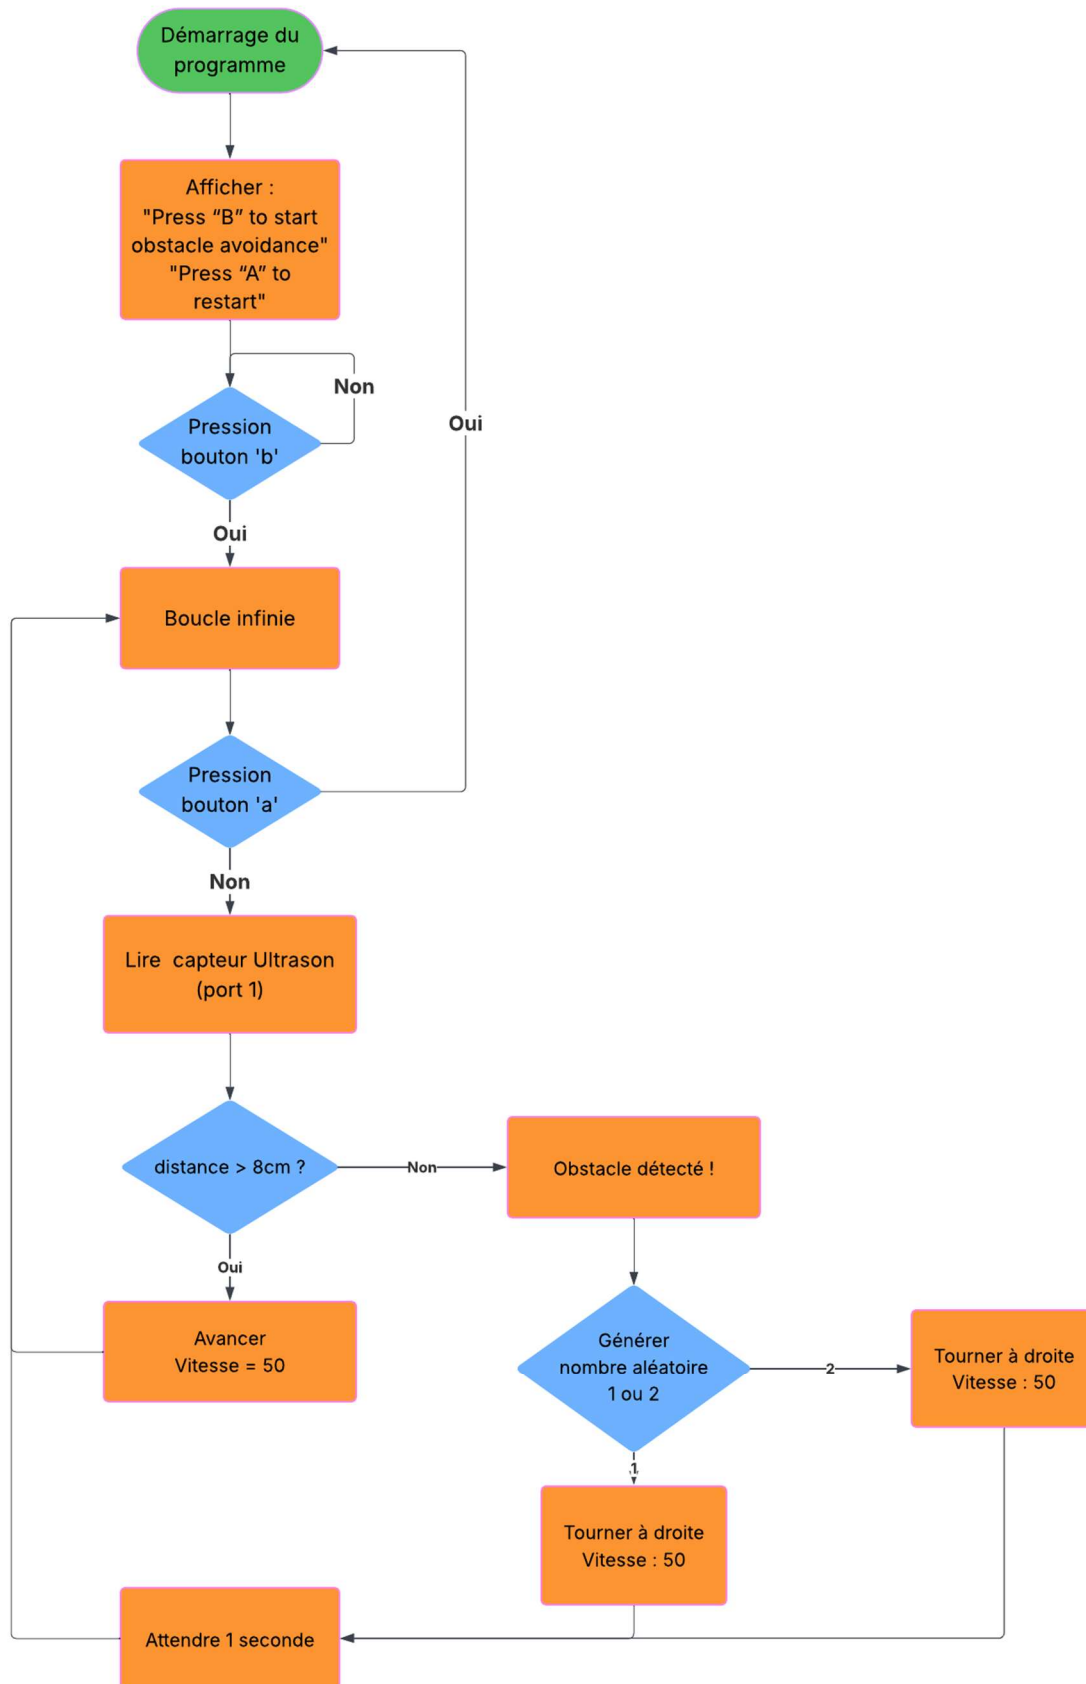 Démarrage du
programme
Afficher :
"Press “B” to start
obstacle avoidance"
"Press “A” to
restart"
Non
Pression
bouton 'b'
Oui
Oui
Boucle infinie
Pression
bouton 'a'
Non
Lire  capteur Ultrason
(port 1)
distance > 8cm ?
Non
Obstacle détecté !
Oui
Avancer
Vitesse = 50
Générer
nombre aléatoire
1 ou 2
2
Tourner à droite
Vitesse : 50
1
Tourner à droite
Vitesse : 50
Attendre 1 seconde